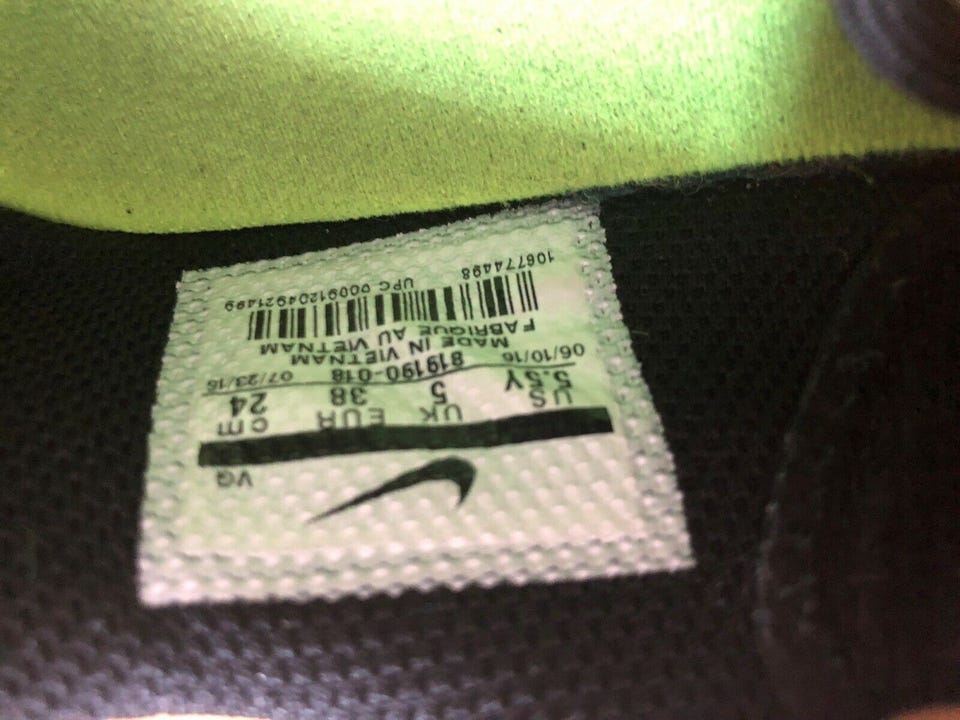 VG
US UK EUR cm
5.5Y 5 38 24
06/10/16 819190-018 07/23/16
MADE IN VIETNAM
FABRIQUE AU VIETNAM
UPC 00091204921499
106774498